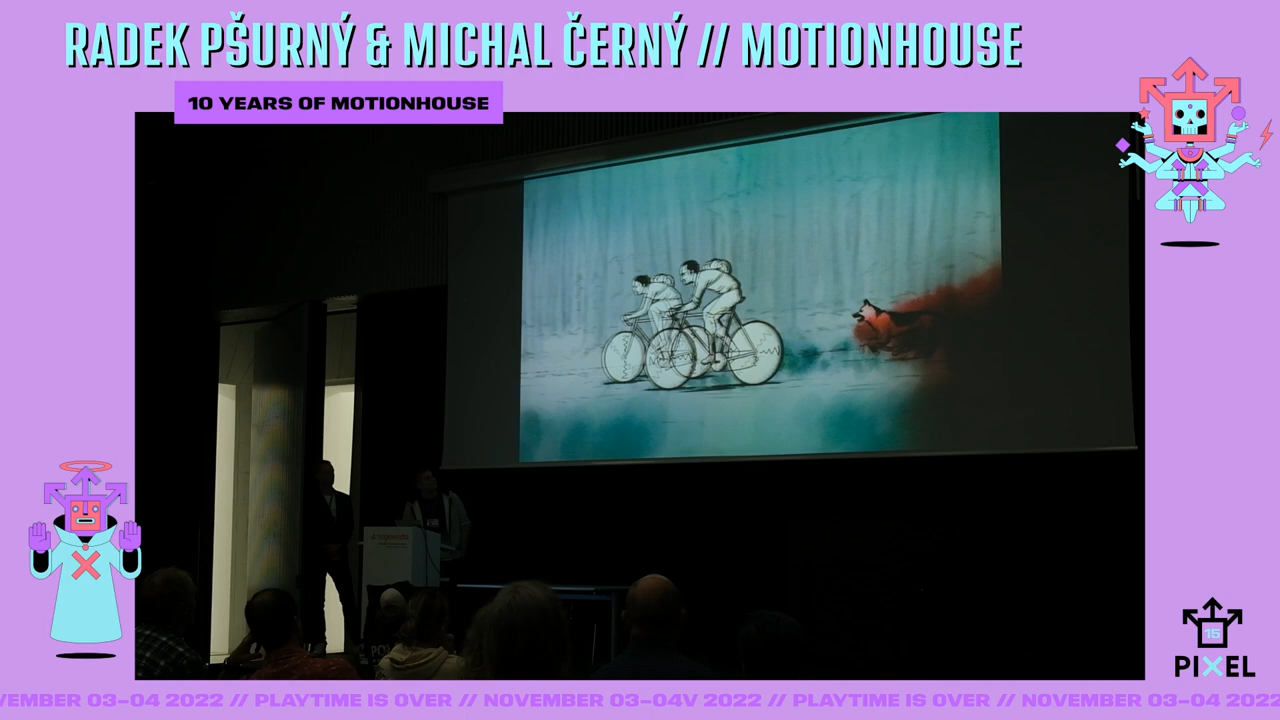 RADEK PŠURNÝ & MICHAL ČERNÝ // MOTIONHOUSE
10 YEARS OF MOTIONHOUSE
15
PIXEL
VEMBER 03-04 2022 // PLAYTIME IS OVER // NOVEMBER 03-04V 2022 // PLAYTIME IS OVER // NOVEMBER 03-04 2022